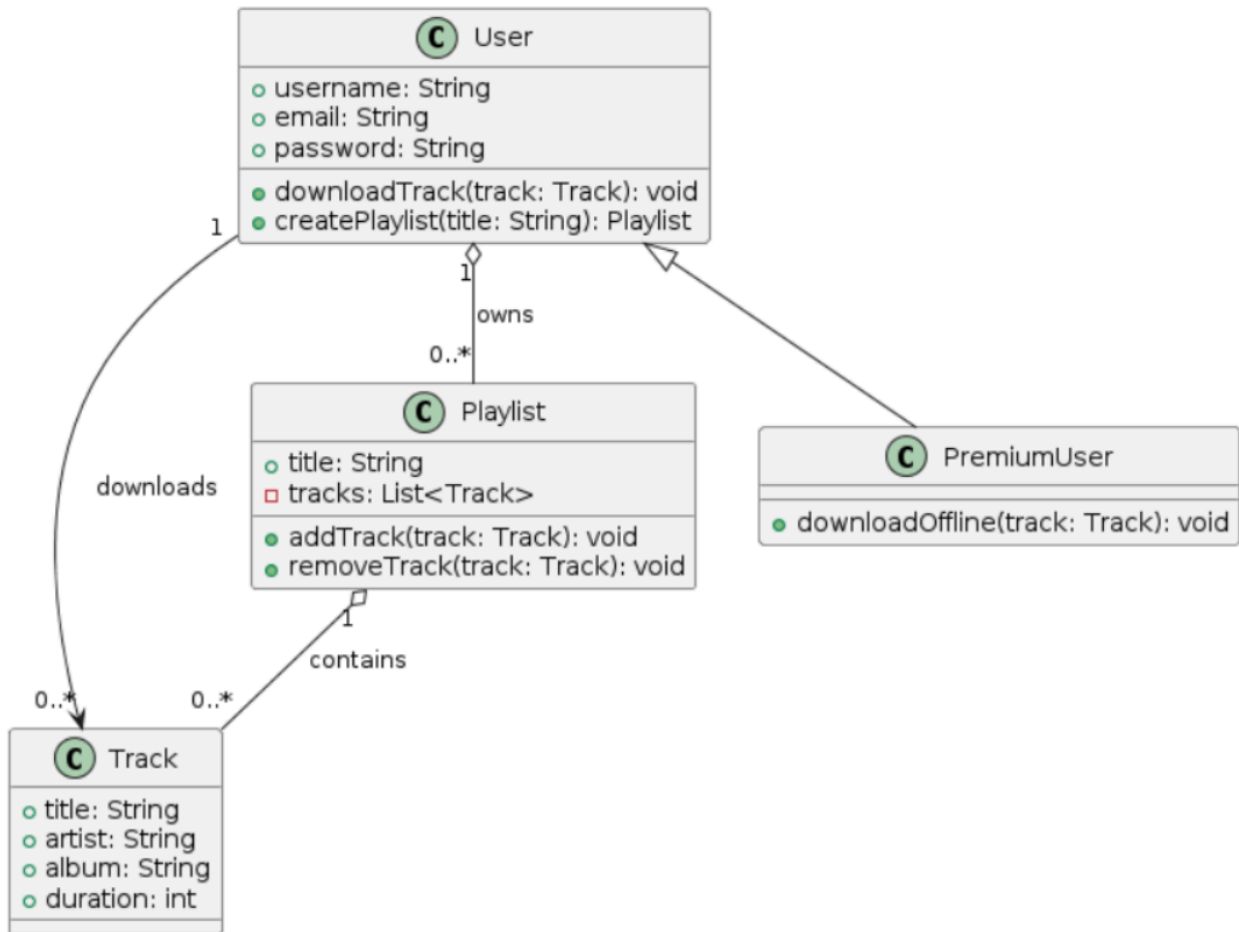 C User
username: String
email: String
password: String
downloadTrack(track: Track): void
createPlaylist(title: String): Playlist
1
1
owns
0..*
C Playlist
title: String
tracks: List<Track>
addTrack(track: Track): void
removeTrack(track: Track): void
C PremiumUser
downloadOffline(track: Track): void
downloads
1
contains
0..*
0..*
C Track
title: String
artist: String
album: String
duration: int